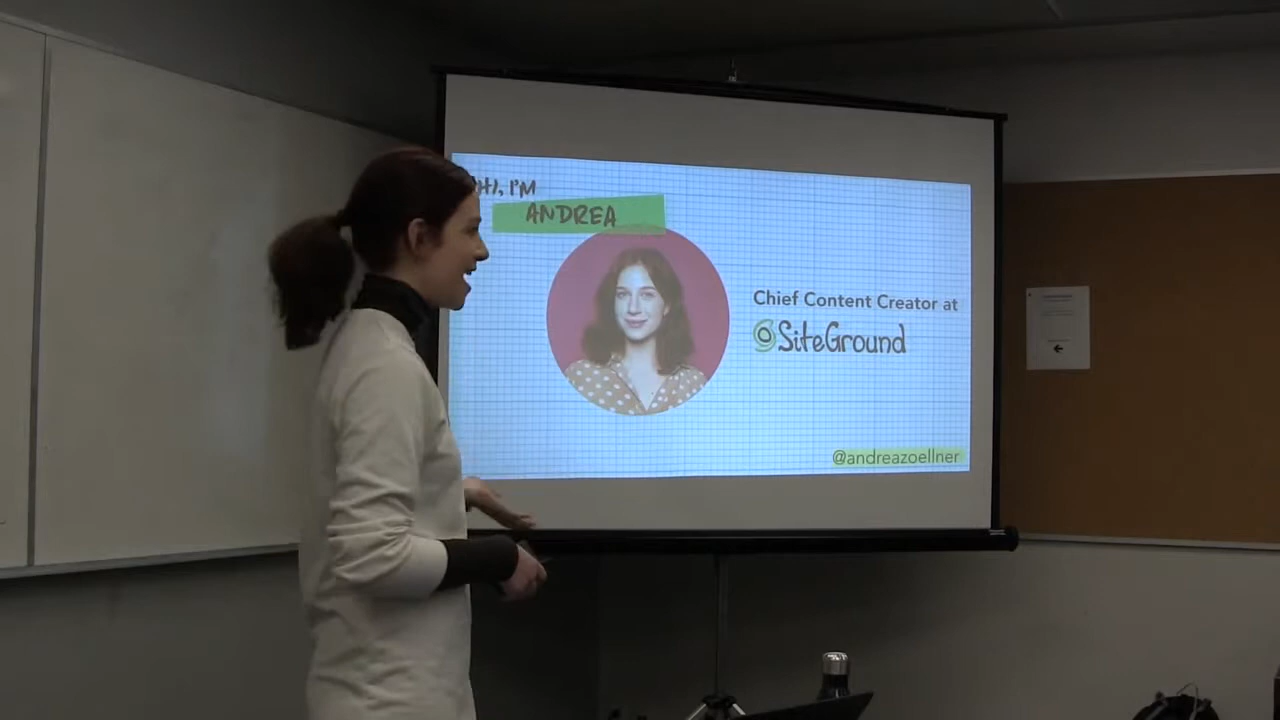 HI, I'M
ANDREA
Chief Content Creator at
SiteGround
@andreazoellner